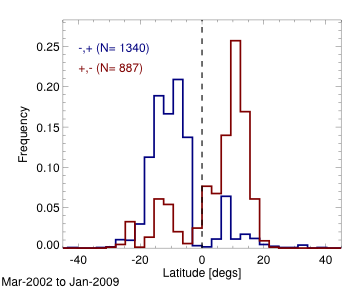 -,+ (N= 1340)
+,- (N= 887)
Frequency
0.25
0.20
0.15
0.10
0.05
0.00
-40 -20 0 20 40
Latitude [degs]
Mar-2002 to Jan-2009